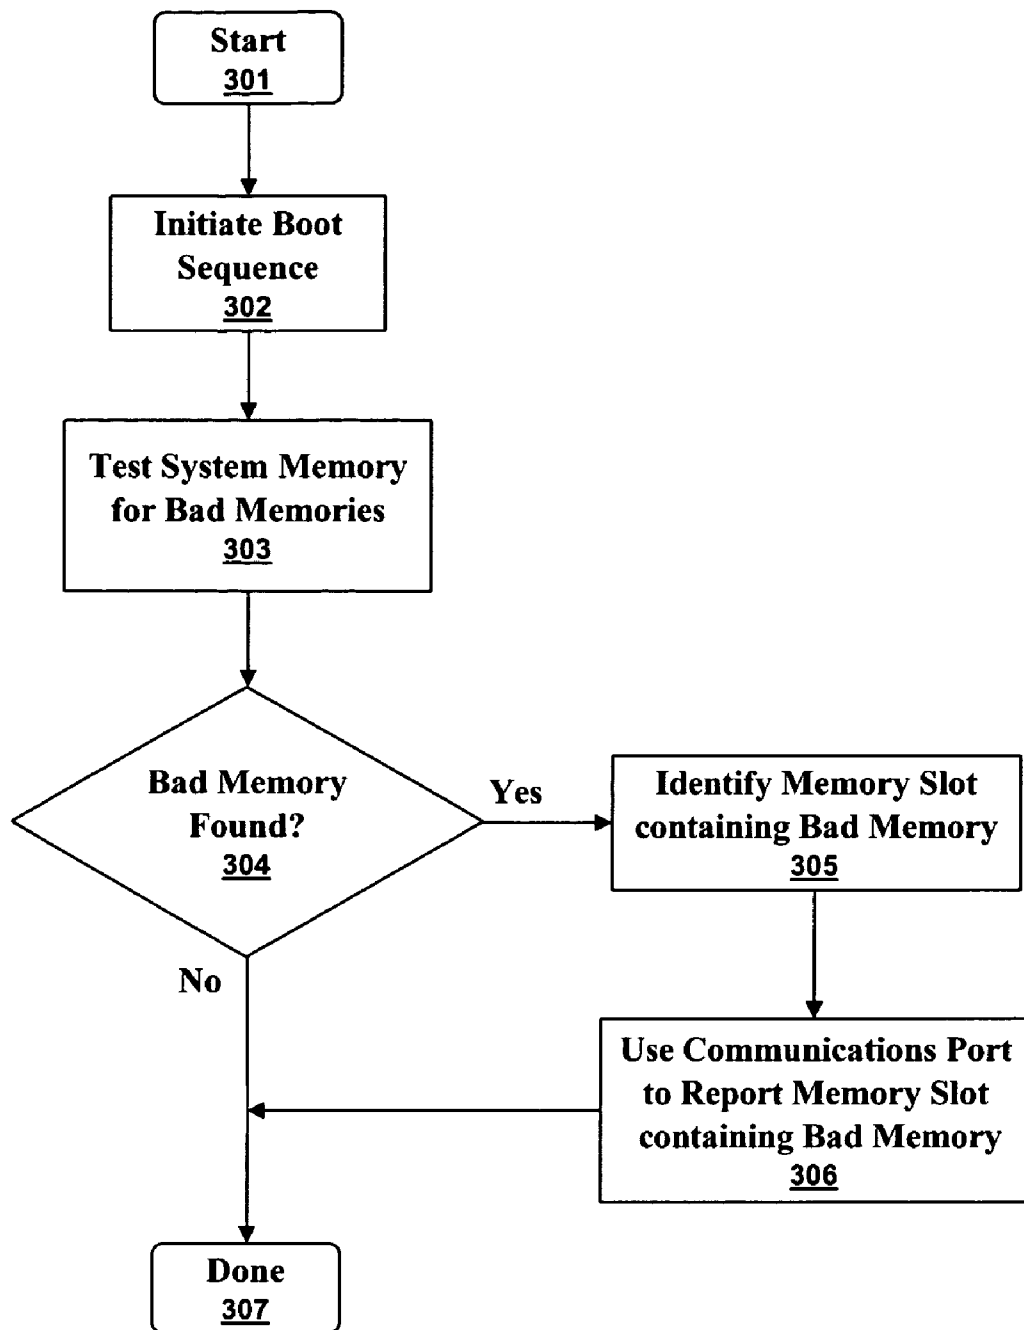 Start
301
Initiate Boot
Sequence
302
Test System Memory
for Bad Memories
303
Bad Memory
Found?
304
Yes
Identify Memory Slot
containing Bad Memory
305
No
Use Communications Port
to Report Memory Slot
containing Bad Memory
306
Done
307